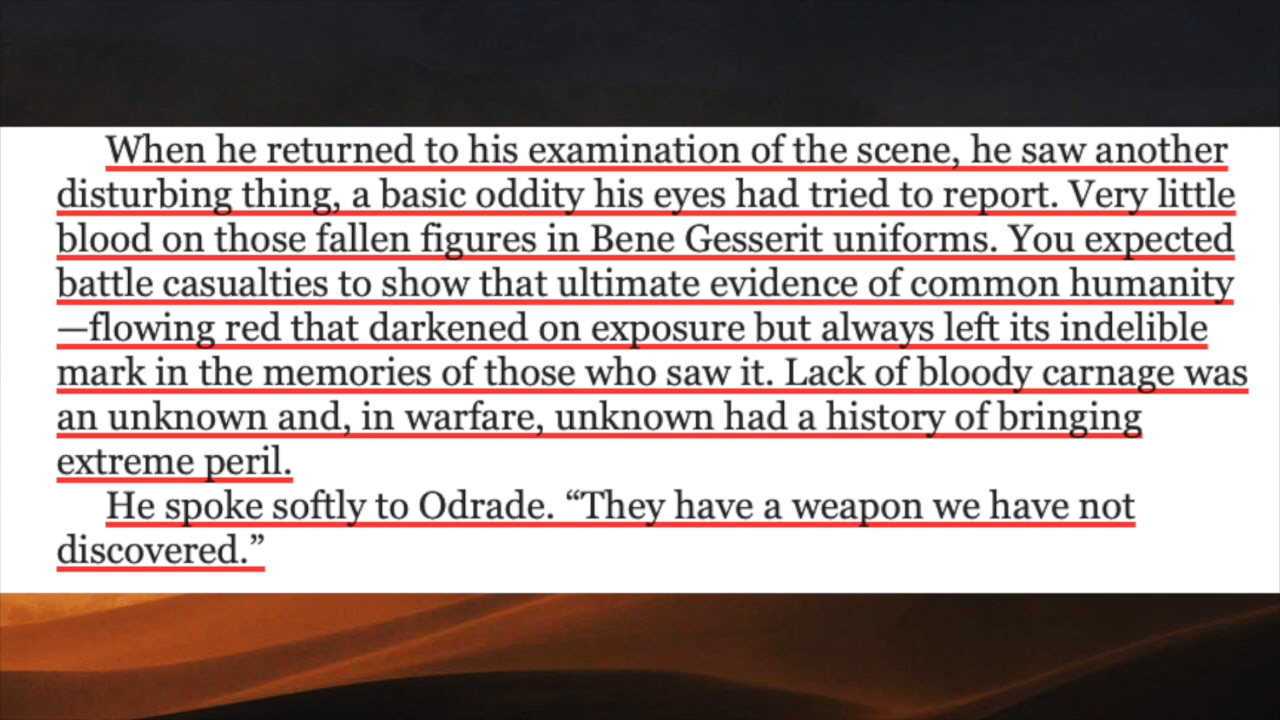 When he returned to his examination of the scene, he saw another
disturbing thing, a basic oddity his eyes had tried to report. Very little
blood on those fallen figures in Bene Gesserit uniforms. You expected
battle casualties to show that ultimate evidence of common humanity
—flowing red that darkened on exposure but always left its indelible
mark in the memories of those who saw it. Lack of bloody carnage was
an unknown and, in warfare, unknown had a history of bringing
extreme peril.
He spoke softly to Odrade. “They have a weapon we have not
discovered.”